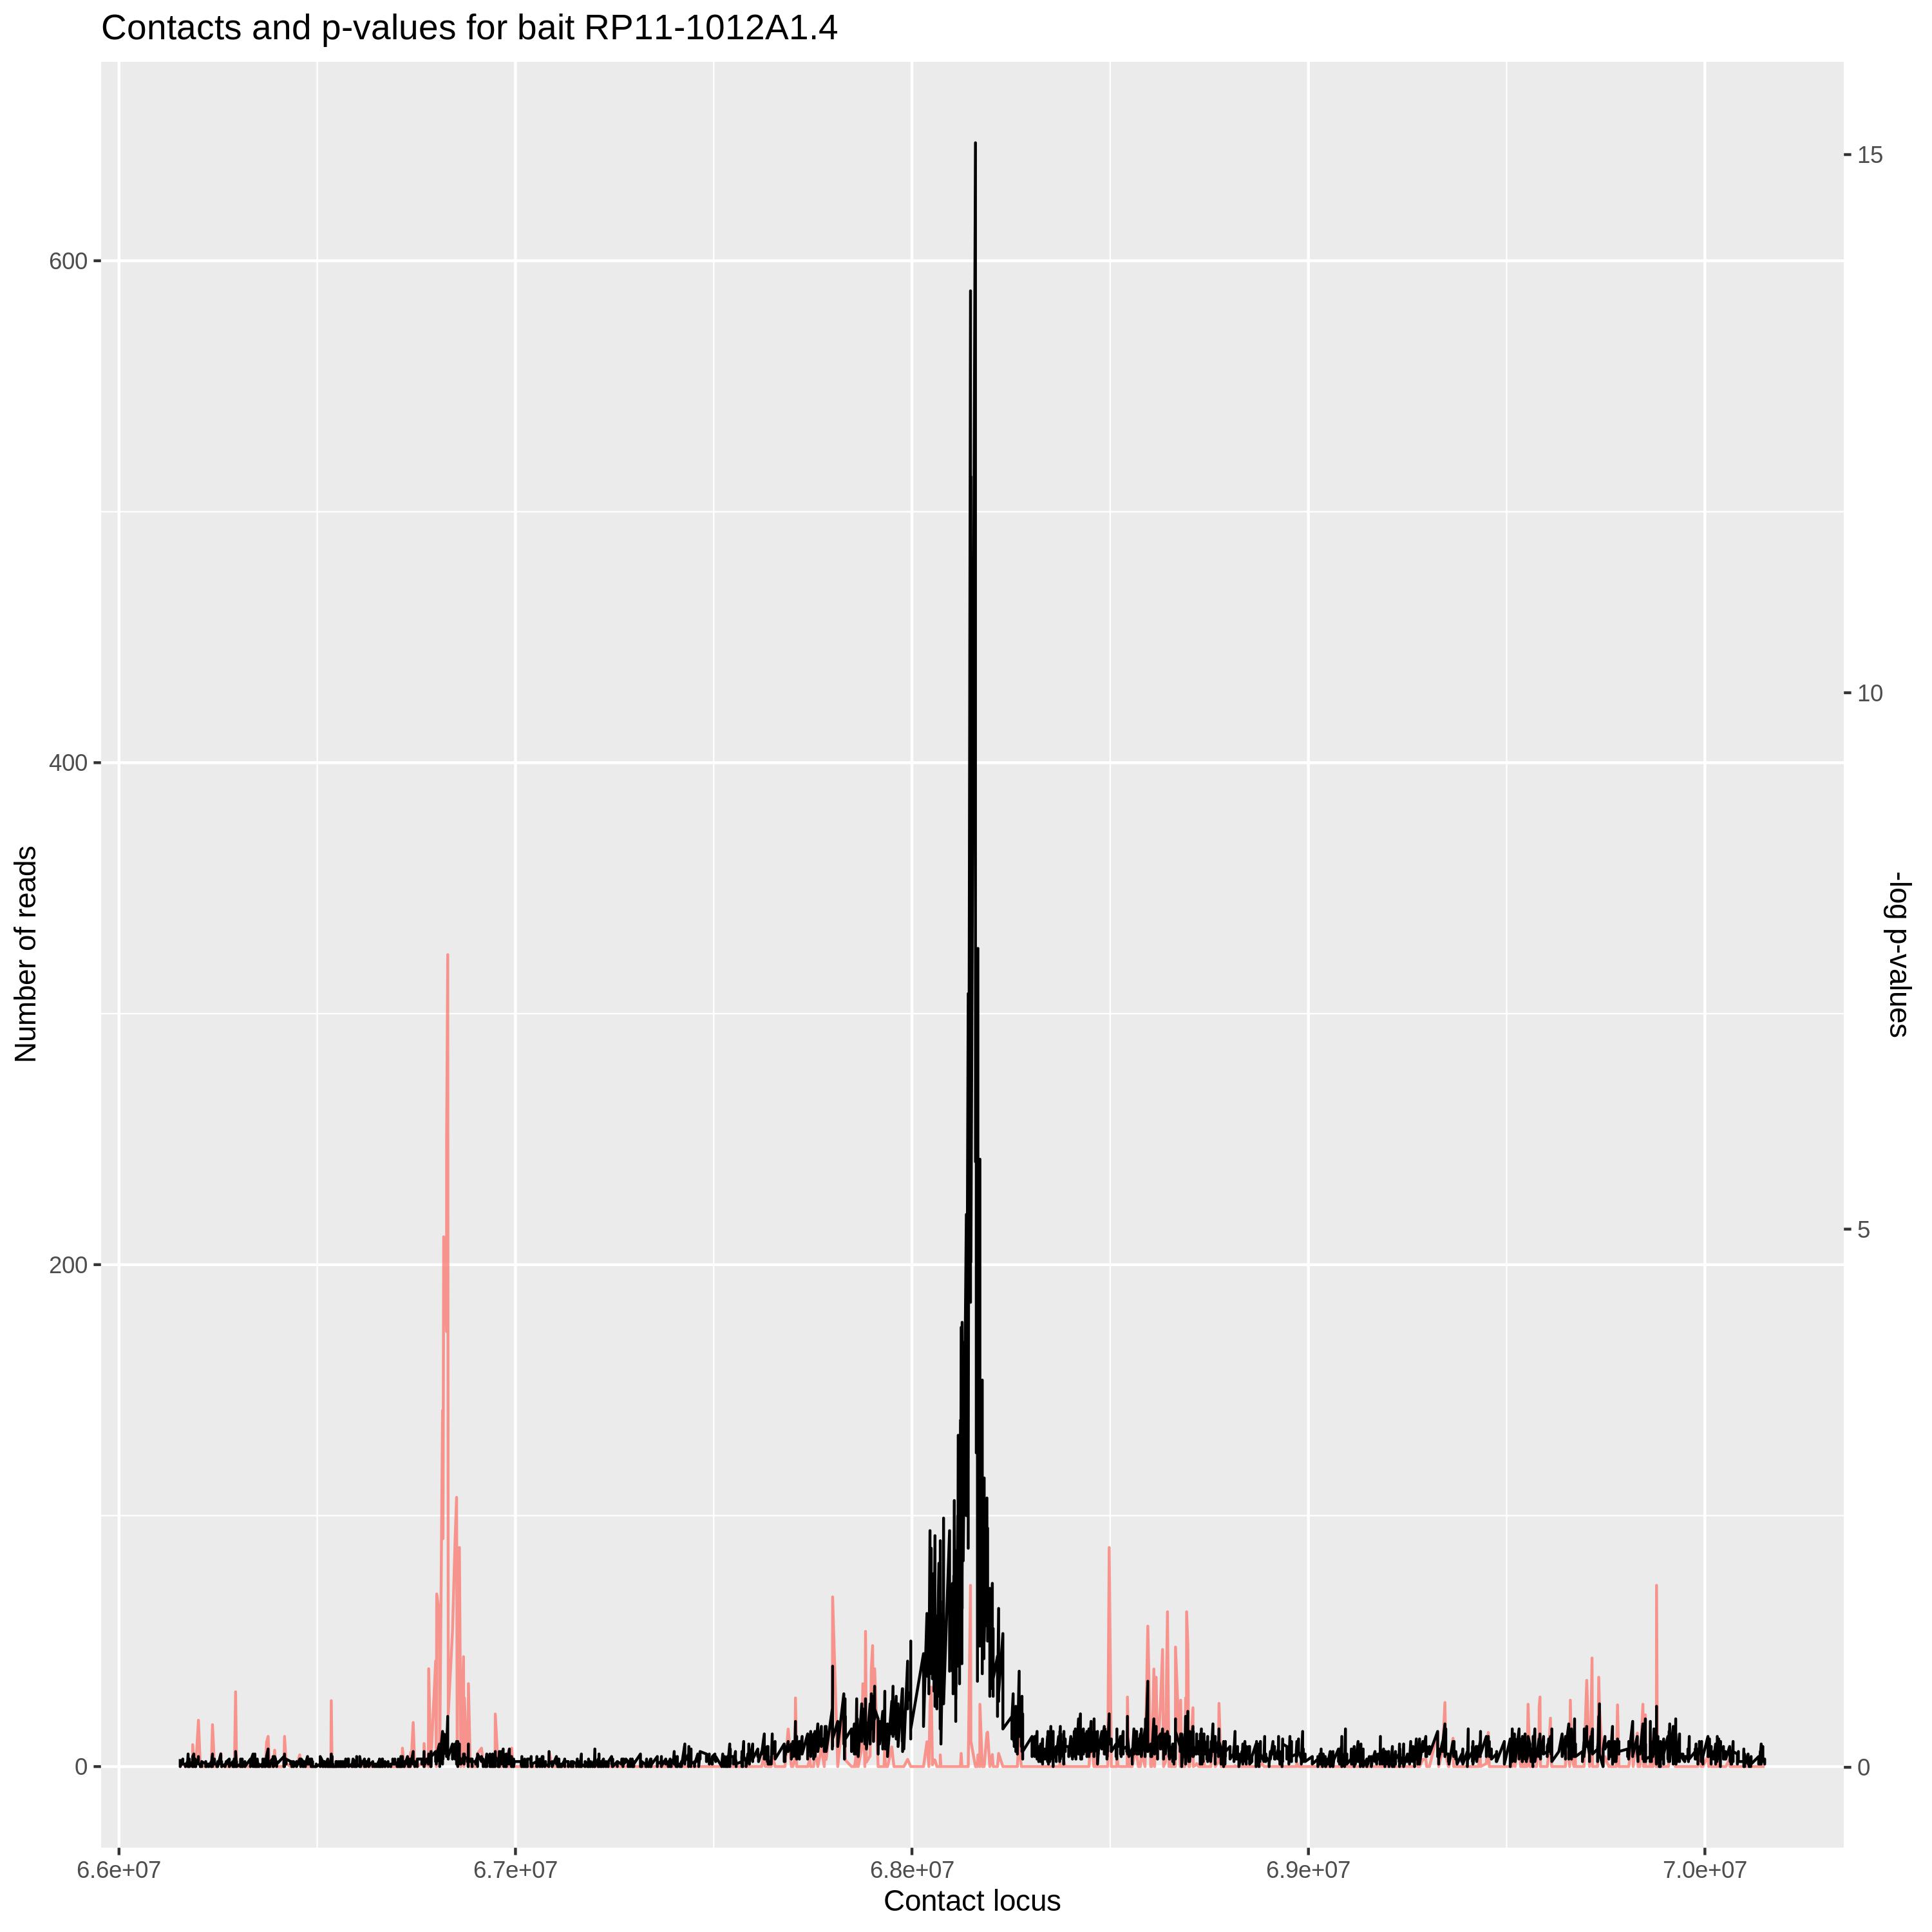 Contacts and p-values for bait RP11-1012A1.4
600
400
200
0
15
10
5
0
Number of reads
-log p-values
6.6e+07
6.7e+07
6.8e+07
6.9e+07
7.0e+07
Contact locus